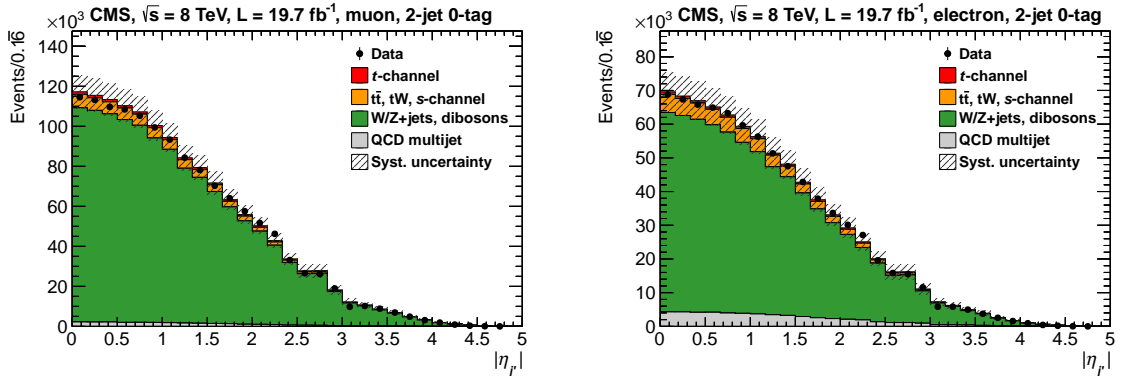 CMS, √s = 8 TeV, L = 19.7 fb⁻¹, muon, 2-jet 0-tag
×10³
Events/0.16̅
140
120
100
80
60
40
20
0
Data
t-channel
tt̄, tW, s-channel
W/Z+jets, dibosons
QCD multijet
Syst. uncertainty
0 0.5 1 1.5 2 2.5 3 3.5 4 4.5 5
|η_j'|
CMS, √s = 8 TeV, L = 19.7 fb⁻¹, electron, 2-jet 0-tag
×10³
Events/0.16̅
80
70
60
50
40
30
20
10
0
Data
t-channel
tt̄, tW, s-channel
W/Z+jets, dibosons
QCD multijet
Syst. uncertainty
0 0.5 1 1.5 2 2.5 3 3.5 4 4.5 5
|η_j'|